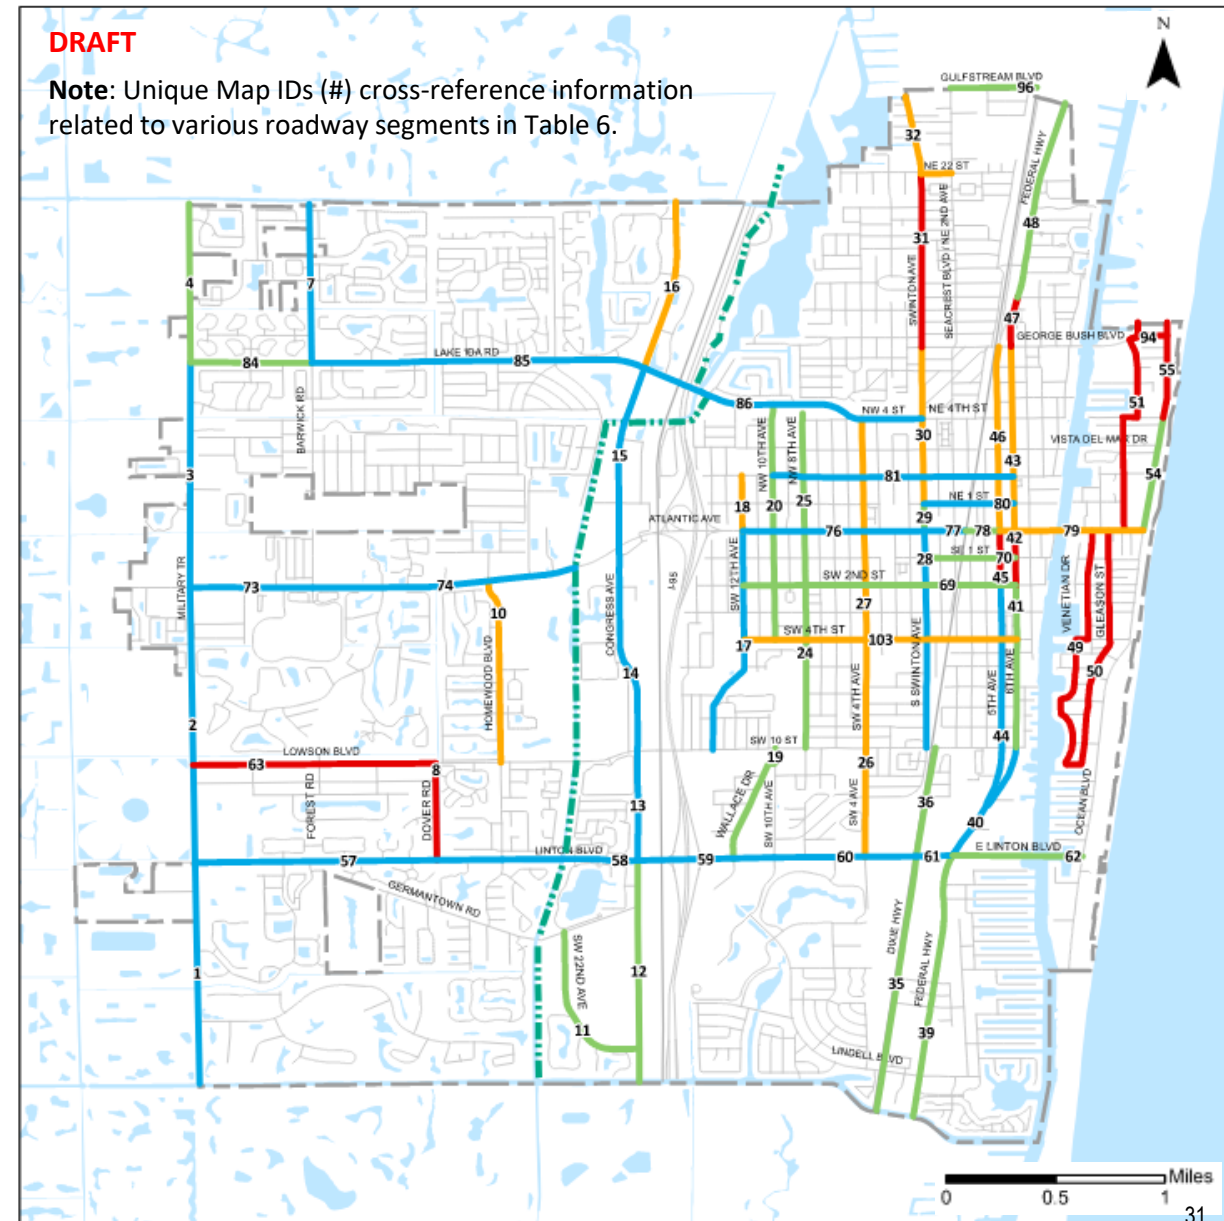 DRAFT
Note: Unique Map IDs (#) cross-reference information
related to various roadway segments in Table 6.
N
GULFSTREAM BLVD
96
32
NE 22 ST
FEDERAL HWY
48
31
SWINTON AVE
SEACREST BLVD / NE 2ND AVE
4
7
16
47
GEORGE BUSH BLVD
94
55
LAKE IDA RD
84
85
BARWICK RD
86
NW 4 ST
NE 4TH ST
51
30
46
43
VISTA DEL MAR DR
54
NW 10TH AVE
NW 8TH AVE
15
3
81
18
20
25
NE 1 ST
80
29
ATLANTIC AVE
76
77
78
42
79
28
SE 1 ST
70
MILITARY TR
SW 12TH AVE
SW 2ND ST
69
45
73
74
CONGRESS AVE
I-95
VENETIAN DR
GLEASON ST
10
27
41
SW 4TH ST
103
17
24
49
50
HOMEWOOD BLVD
14
SW 4TH AVE
S SWINTON AVE
5TH AVE
6TH AVE
2
44
LOWSON BLVD
63
8
SW 10 ST
19
26
FOREST RD
DOVER RD
13
WALLACE DR
SW 10TH AVE
SW 4 AVE
36
40
OCEAN BLVD
57
LINTON BLVD
58
59
60
61
E LINTON BLVD
62
GERMANTOWN RD
SW 22ND AVE
DIXIE HWY
FEDERAL HWY
1
12
35
11
39
LINDELL BLVD
Miles
0
0.5
1
31